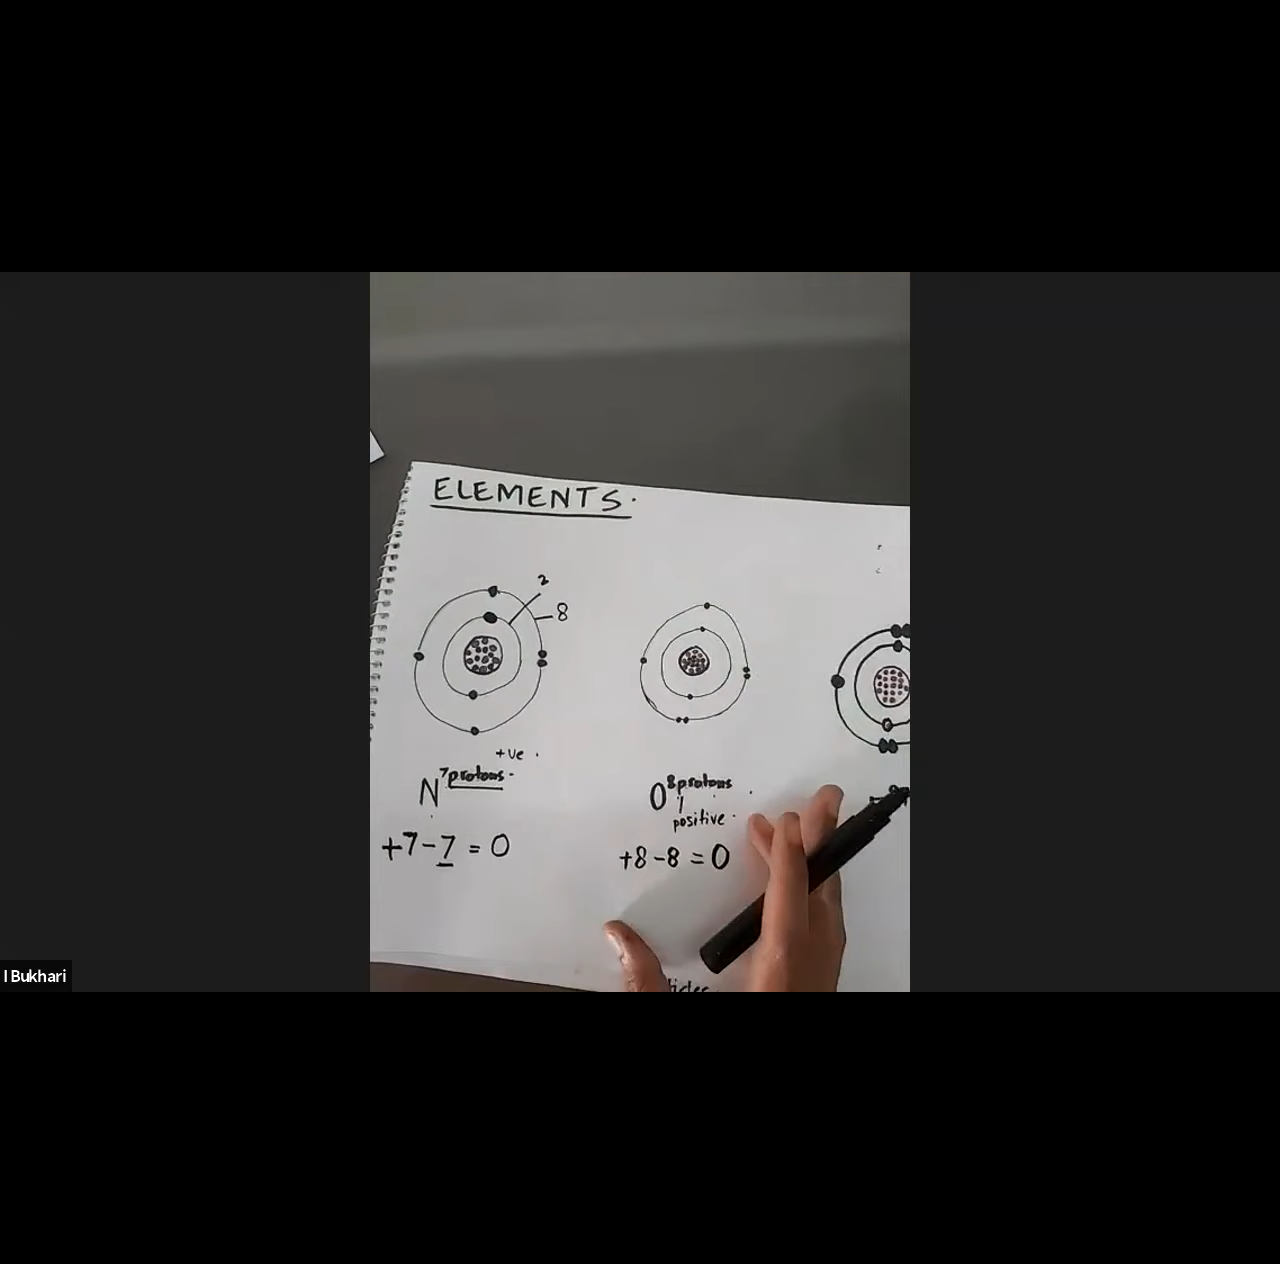 ELEMENTS.
2
8
+ve .
N 7 protons.
+7-7 = 0
O 8 protons
positive.
+8-8 = 0
I Bukhari